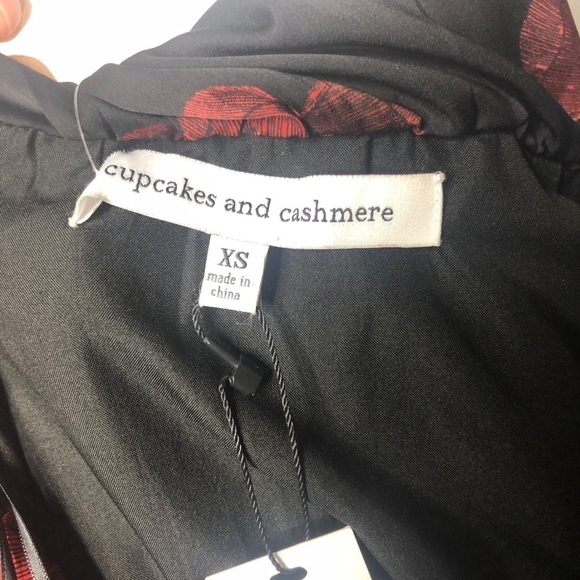 cupcakes and cashmere
XS
made in
china